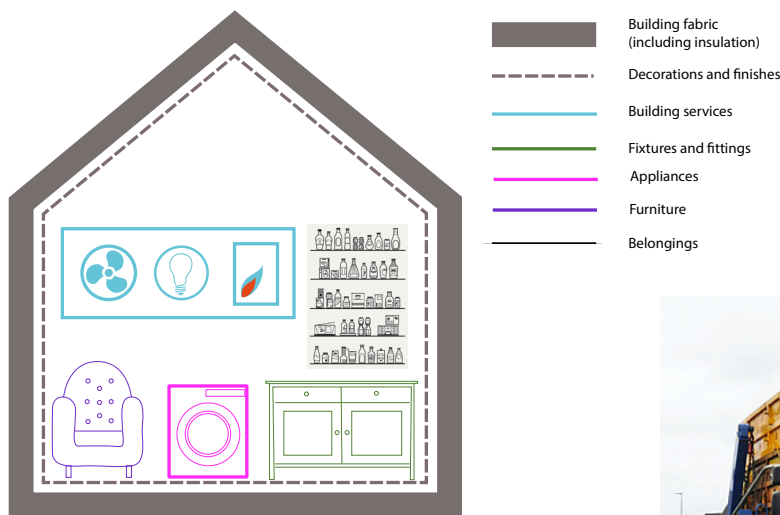 Building fabric
(including insulation)
Decorations and finishes
Building services
Fixtures and fittings
Appliances
Furniture
Belongings